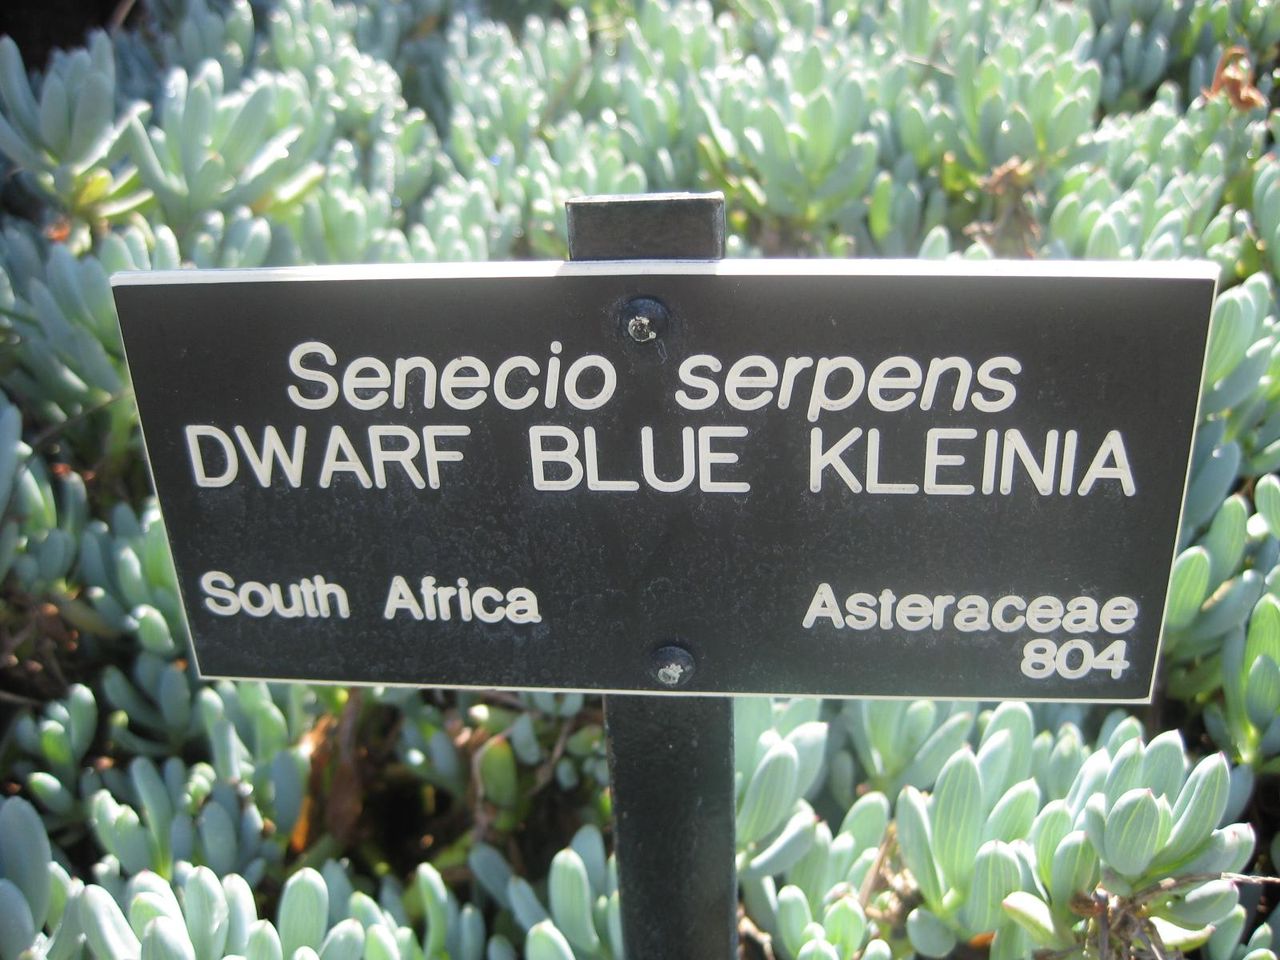 Senecio serpens
DWARF BLUE KLEINIA
South Africa Asteraceae
804